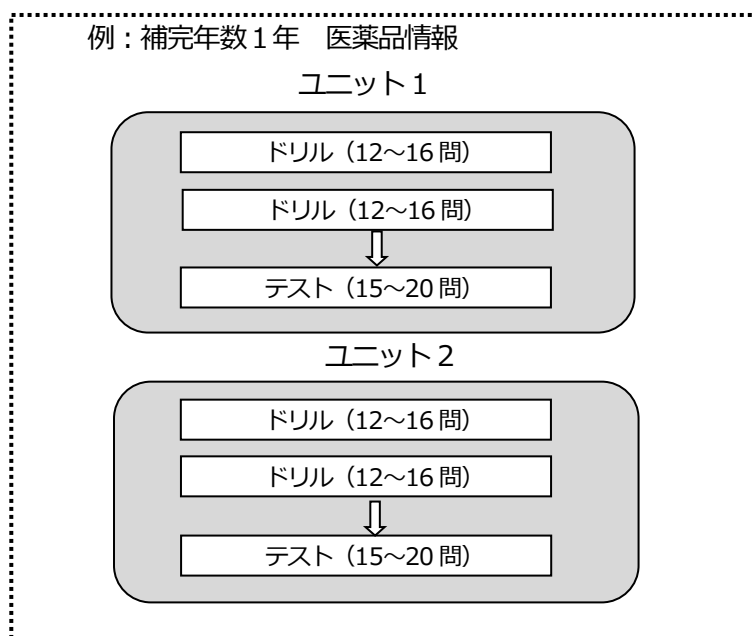 例：補完年数１年　医薬品情報
ユニット１
ドリル（12～16 問）
ドリル（12～16 問）
テスト（15～20 問）
ユニット２
ドリル（12～16 問）
ドリル（12～16 問）
テスト（15～20 問）